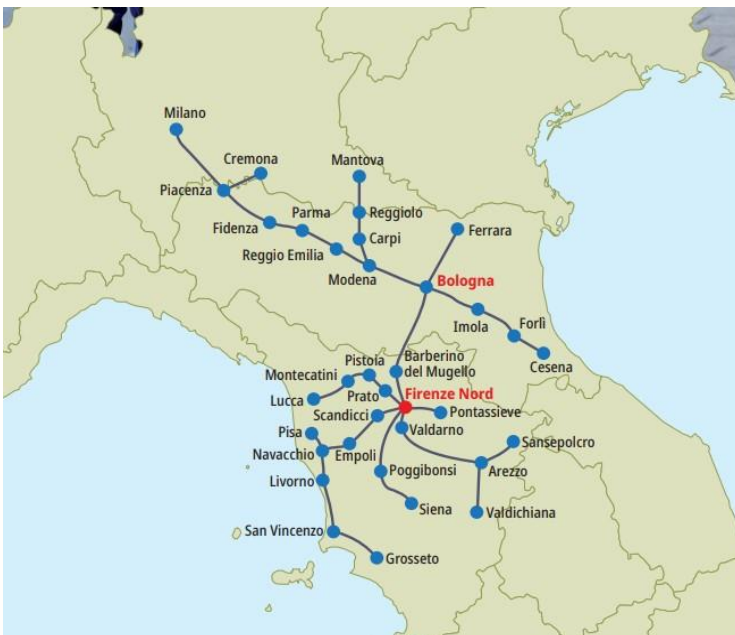 Milano
Cremona
Mantova
Piacenza
Reggiolo
Parma
Ferrara
Fidenza
Carpi
Reggio Emilia
Modena
Bologna
Imola
Forlì
Cesena
Barberino
del Mugello
Pistoia
Montecatini
Prato
Firenze Nord
Lucca
Scandicci
Pontassieve
Valdarno
Pisa
Sansepolcro
Navacchio
Empoli
Poggibonsi
Arezzo
Livorno
Siena
Valdichiana
San Vincenzo
Grosseto